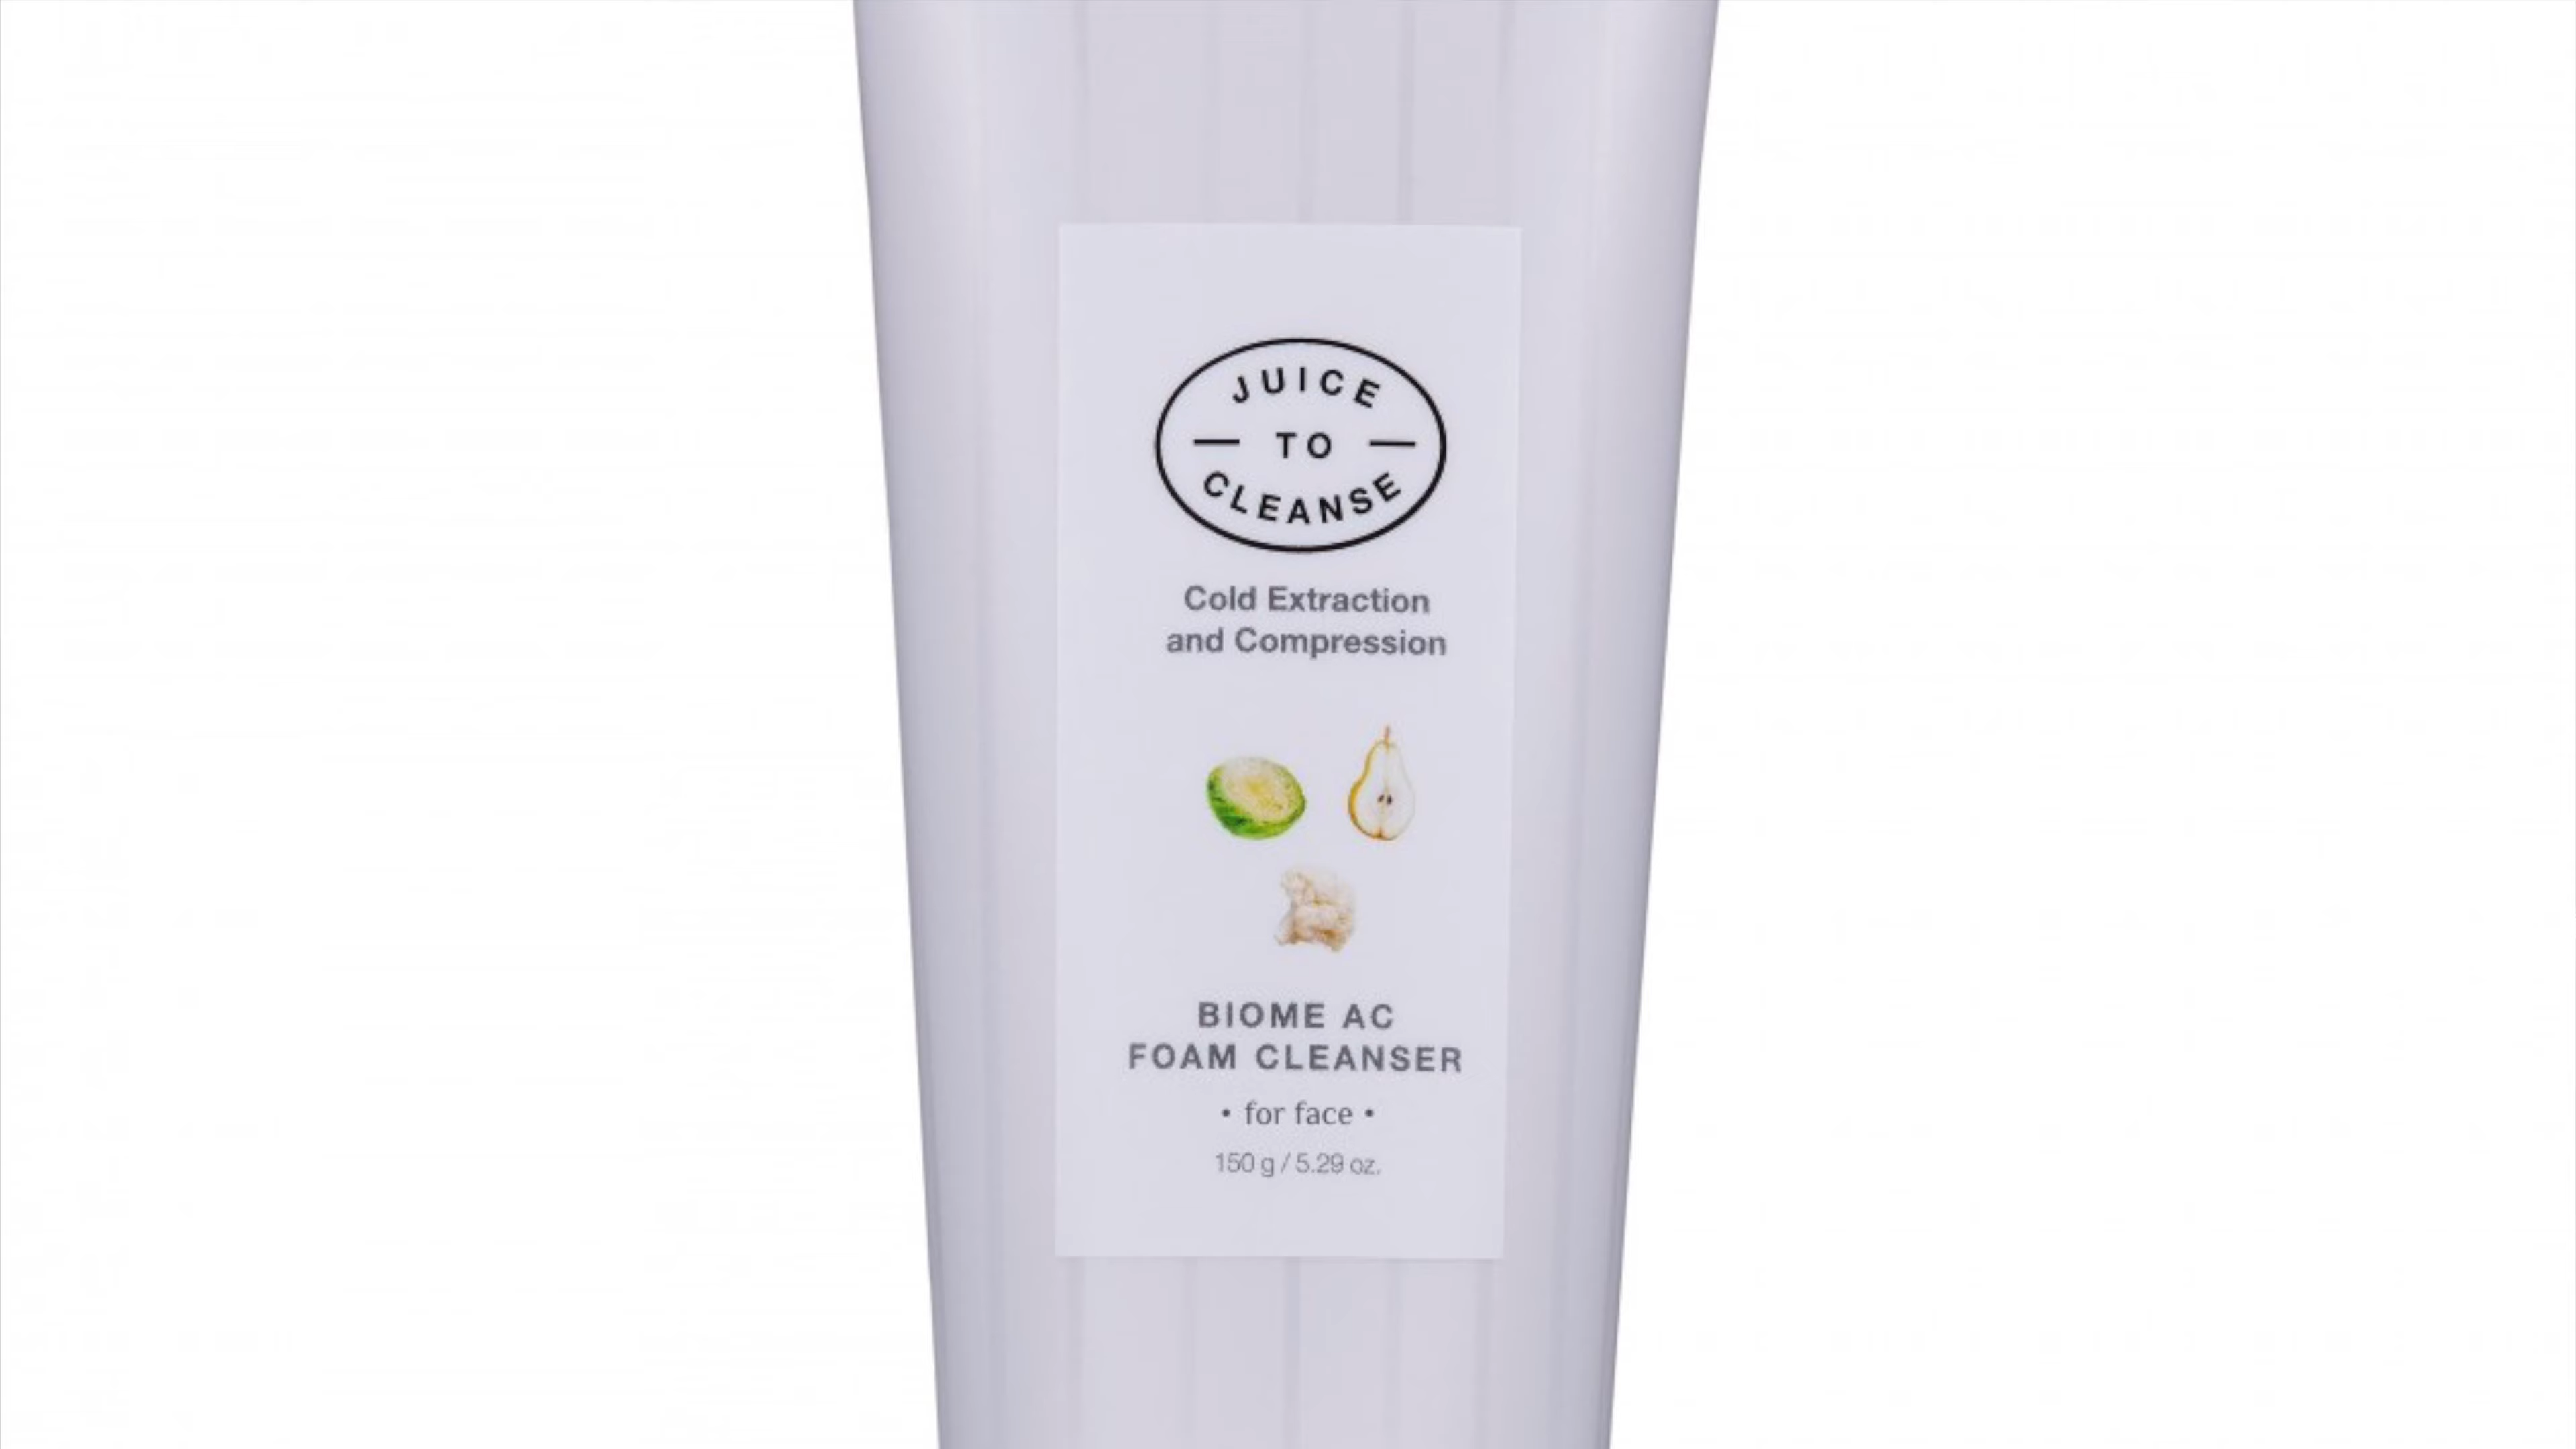 JUICE
TO
CLEANSE
Cold Extraction
and Compression
BIOME AC
FOAM CLEANSER
• for face •
150 g / 5.29 oz.